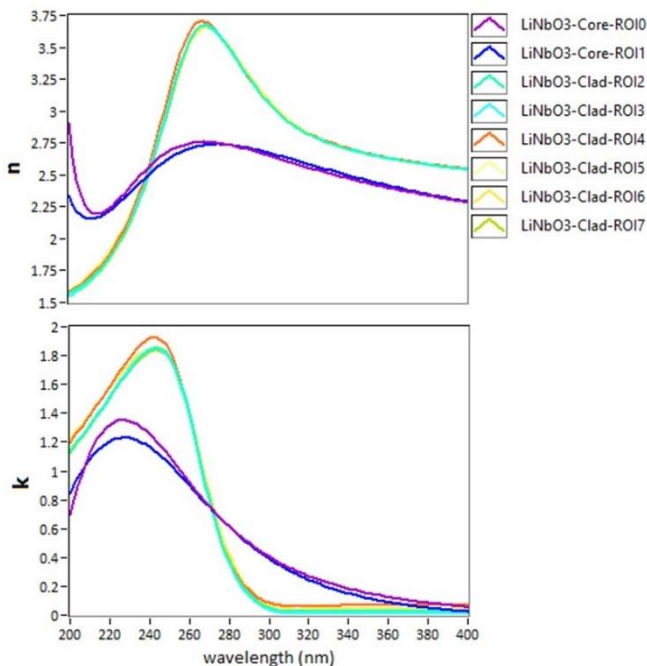 3.75
3.5
3.25
3
2.75
2.5
2.25
2
1.75
1.5
n
LiNbO3-Core-ROI0
LiNbO3-Core-ROI1
LiNbO3-Clad-ROI2
LiNbO3-Clad-ROI3
LiNbO3-Clad-ROI4
LiNbO3-Clad-ROI5
LiNbO3-Clad-ROI6
LiNbO3-Clad-ROI7
2
1.8
1.6
1.4
1.2
1
0.8
0.6
0.4
0.2
0
k
200 220 240 260 280 300 320 340 360 380 400
wavelength (nm)